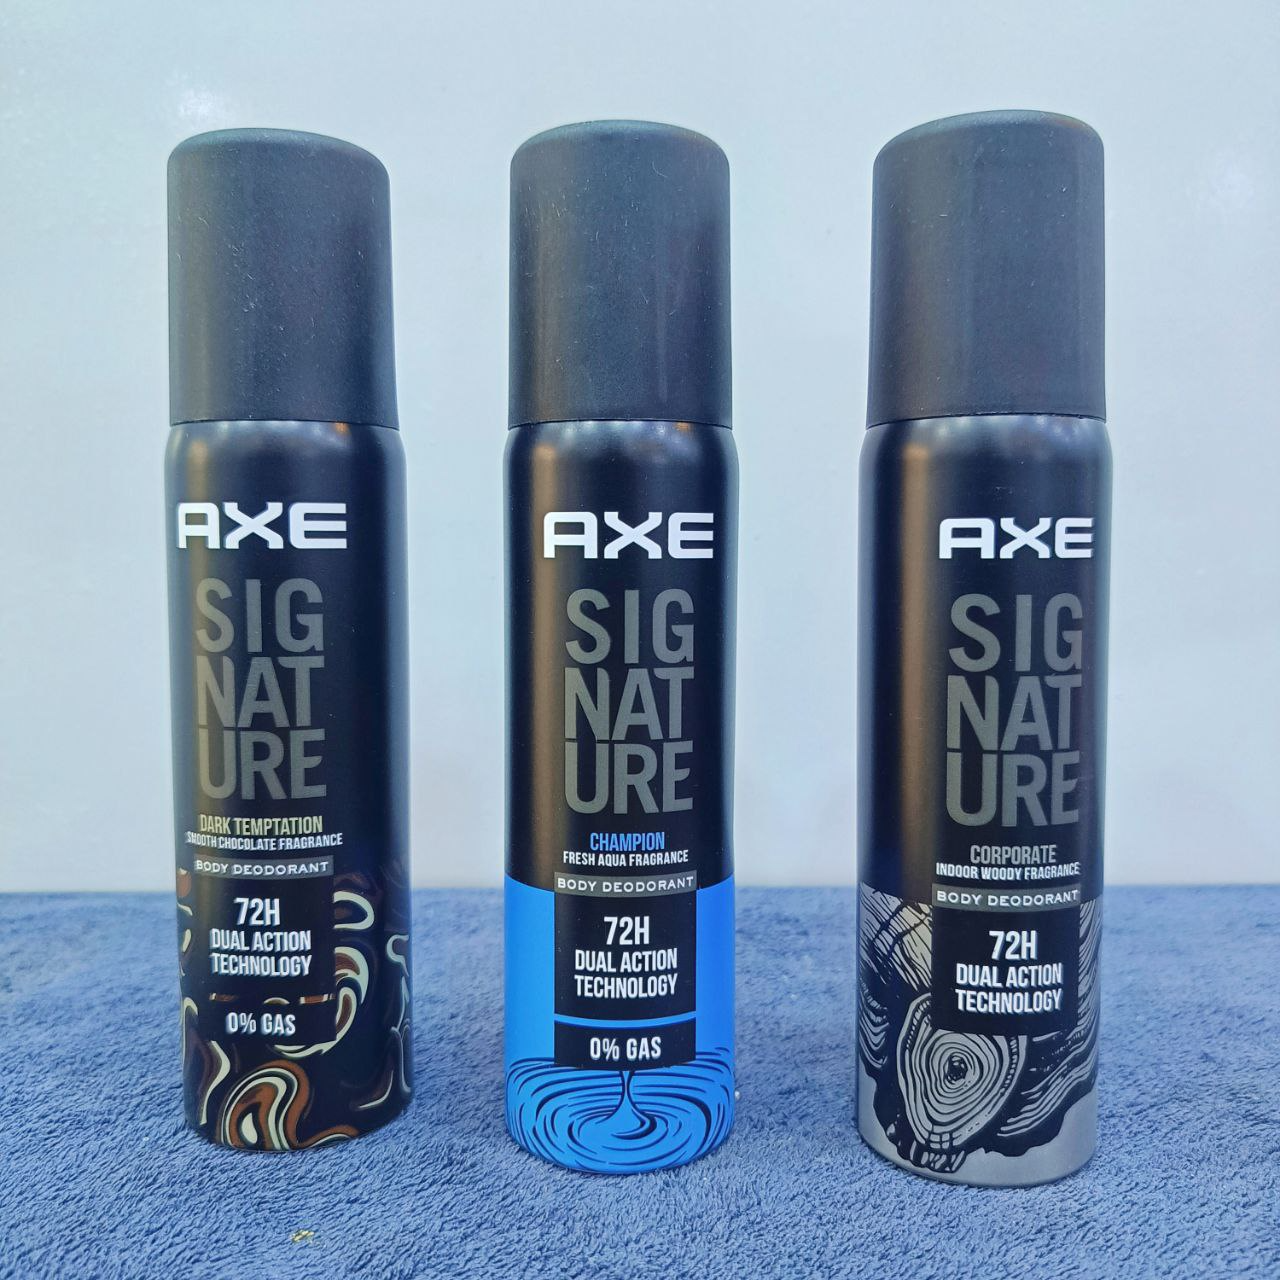 AXE
SIG
NAT
URE
DARK TEMPTATION
SMOOTH CHOCOLATE FRAGRANCE
BODY DEODORANT
72H
DUAL ACTION
TECHNOLOGY
0% GAS
AXE
SIG
NAT
URE
CHAMPION
FRESH AQUA FRAGRANCE
BODY DEODORANT
72H
DUAL ACTION
TECHNOLOGY
0% GAS
AXE
SIG
NAT
URE
CORPORATE
INDOOR WOODY FRAGRANCE
BODY DEODORANT
72H
DUAL ACTION
TECHNOLOGY